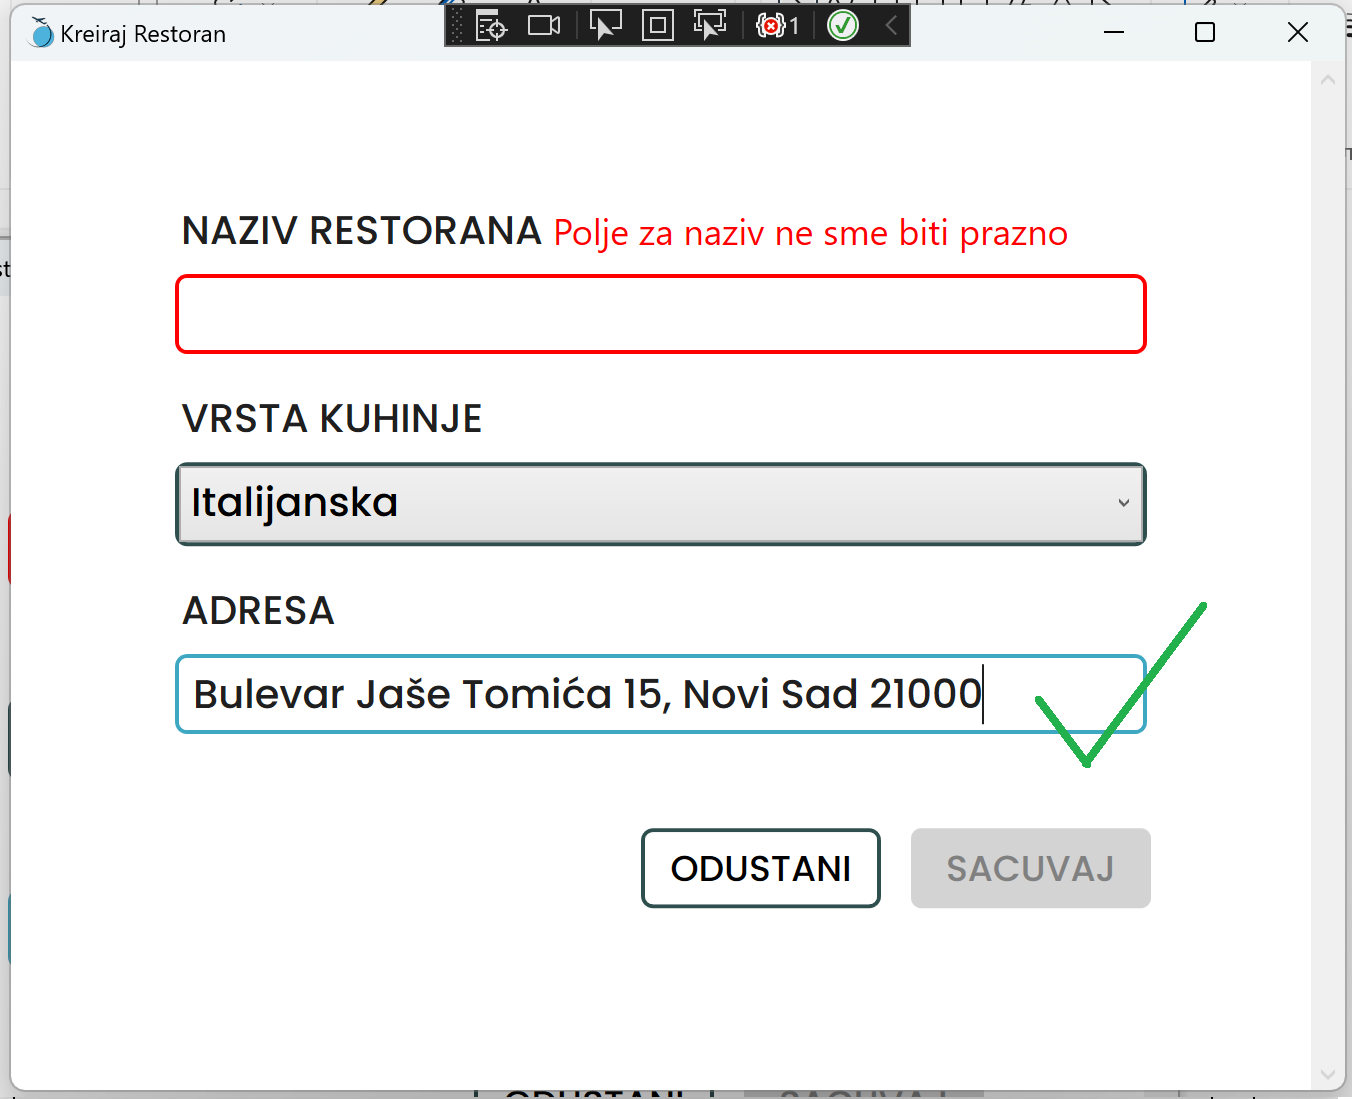 Kreiraj Restoran
1
NAZIV RESTORANA Polje za naziv ne sme biti prazno
VRSTA KUHINJE
Italijanska
ADRESA
Bulevar Jaše Tomića 15, Novi Sad 21000
ODUSTANI
SACUVAJ